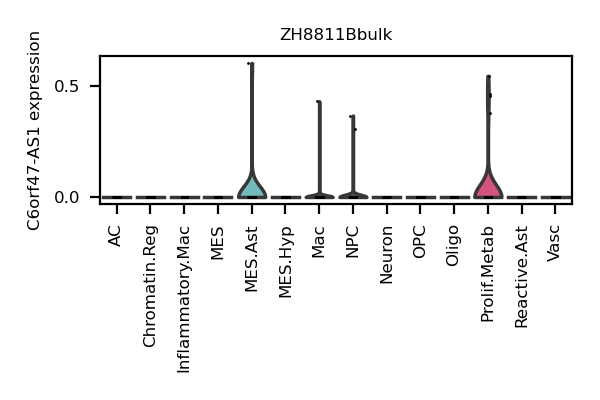 ZH8811Bbulk
C6orf47-AS1 expression
0.5
0.0
AC
Chromatin.Reg
Inflammatory.Mac
MES
MES.Ast
MES.Hyp
Mac
NPC
Neuron
OPC
Oligo
Prolif.Metab
Reactive.Ast
Vasc